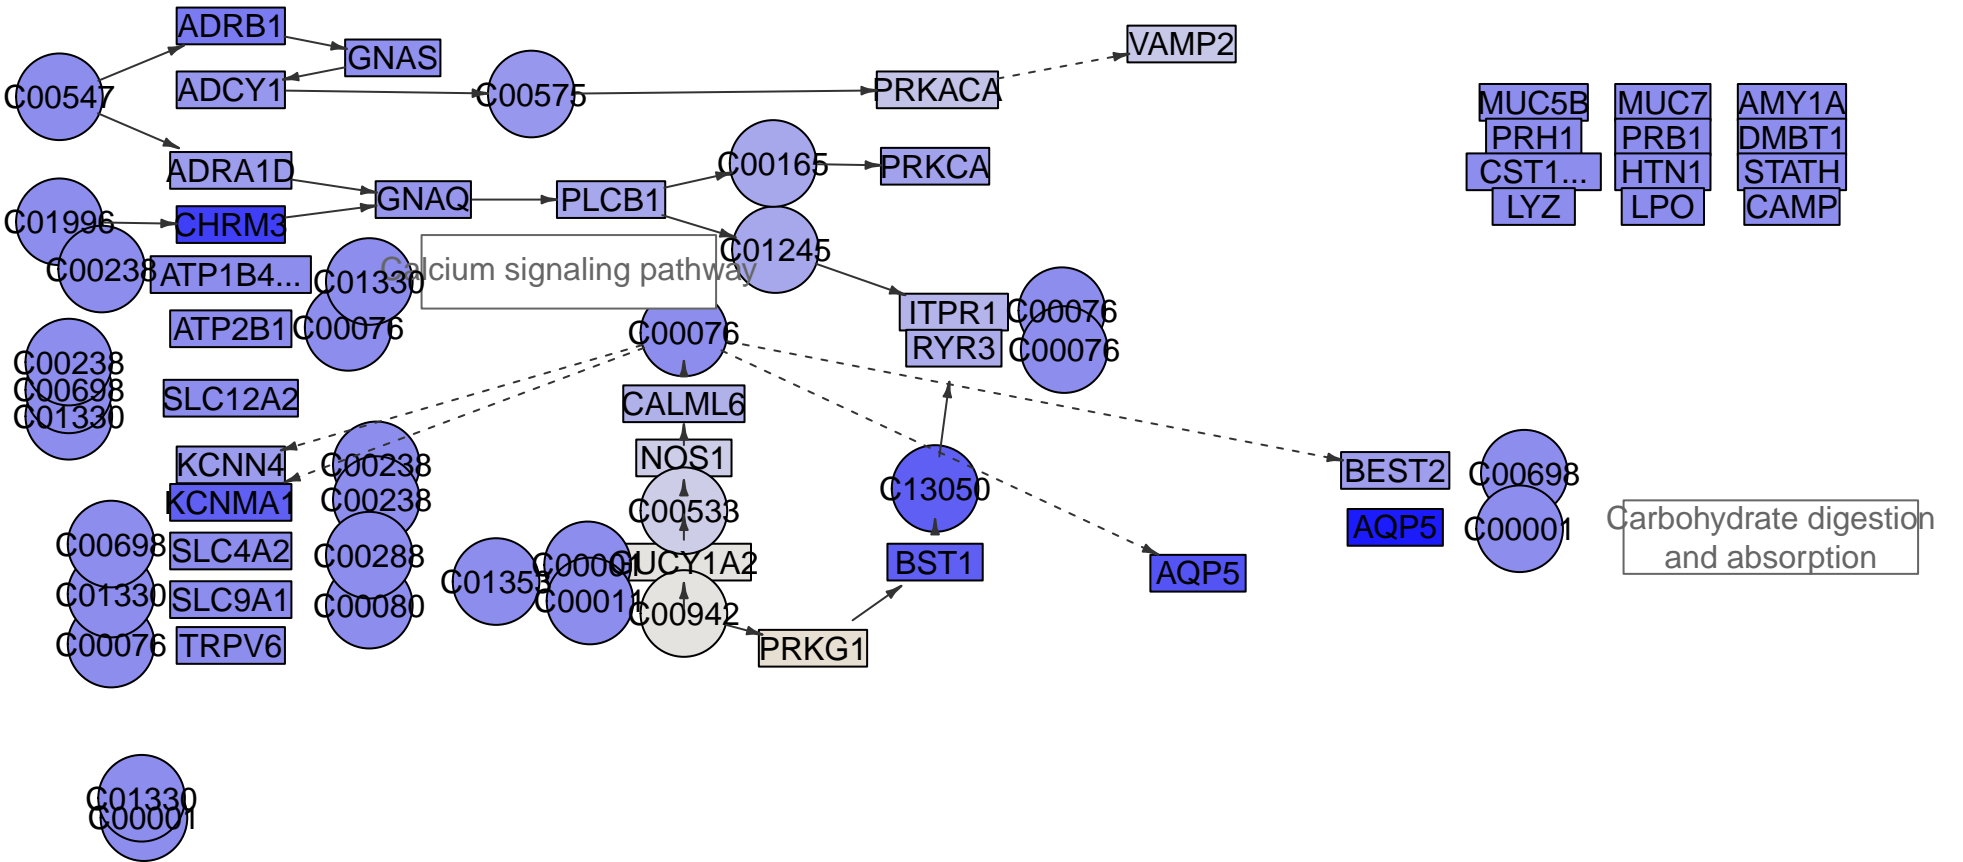 ADRB1
GNAS
VAMP2
C00547
ADCY1
C00575
PRKACA
MUC5B
MUC7
AMY1A
PRH1
PRB1
DMBT1
ADRA1D
C00165
PRKCA
CST1...
HTN1
STATH
GNAQ
PLCB1
LYZ
LPO
CAMP
C01996
CHRM3
C01245
C00238
ATP1B4...
C01330
Calcium signaling pathway
ATP2B1
C00076
C00076
ITPR1
C00076
RYR3
C00076
C00238
C00698
C01330
SLC12A2
CALML6
KCNN4
C00238
NOS1
BEST2
C00698
KCNMA1
C00238
C00533
C13050
AQP5
C00001
Carbohydrate digestion
and absorption
C00698
SLC4A2
C00288
C01353
C00001
GUCY1A2
BST1
AQP5
C01330
SLC9A1
C00080
C00011
C00942
C00076
TRPV6
PRKG1
C01330
C00001